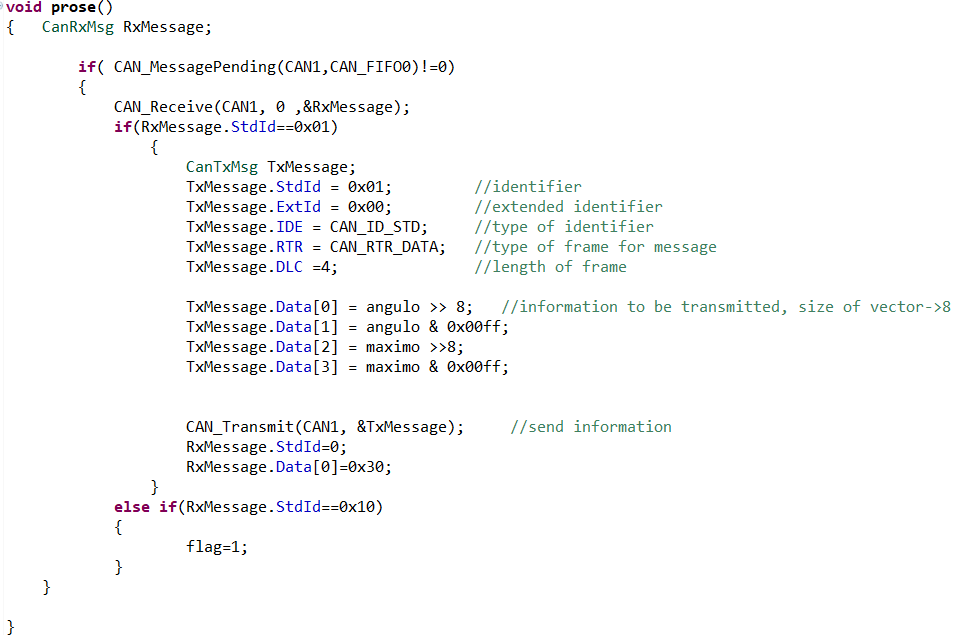 void prose()
{   CanRxMsg RxMessage;
if( CAN_MessagePending(CAN1,CAN_FIFO0)!=0)
{
CAN_Receive(CAN1, 0 ,&RxMessage);
if(RxMessage.StdId==0x01)
{
CanTxMsg TxMessage;
TxMessage.StdId = 0x01;         //identifier
TxMessage.ExtId = 0x00;         //extended identifier
TxMessage.IDE = CAN_ID_STD;     //type of identifier
TxMessage.RTR = CAN_RTR_DATA;   //type of frame for message
TxMessage.DLC =4;               //length of frame
TxMessage.Data[0] = angulo >> 8;   //information to be transmitted, size of vector->8
TxMessage.Data[1] = angulo & 0x00ff;
TxMessage.Data[2] = maximo >>8;
TxMessage.Data[3] = maximo & 0x00ff;
CAN_Transmit(CAN1, &TxMessage);     //send information
RxMessage.StdId=0;
RxMessage.Data[0]=0x30;
}
else if(RxMessage.StdId==0x10)
{
flag=1;
}
}
}